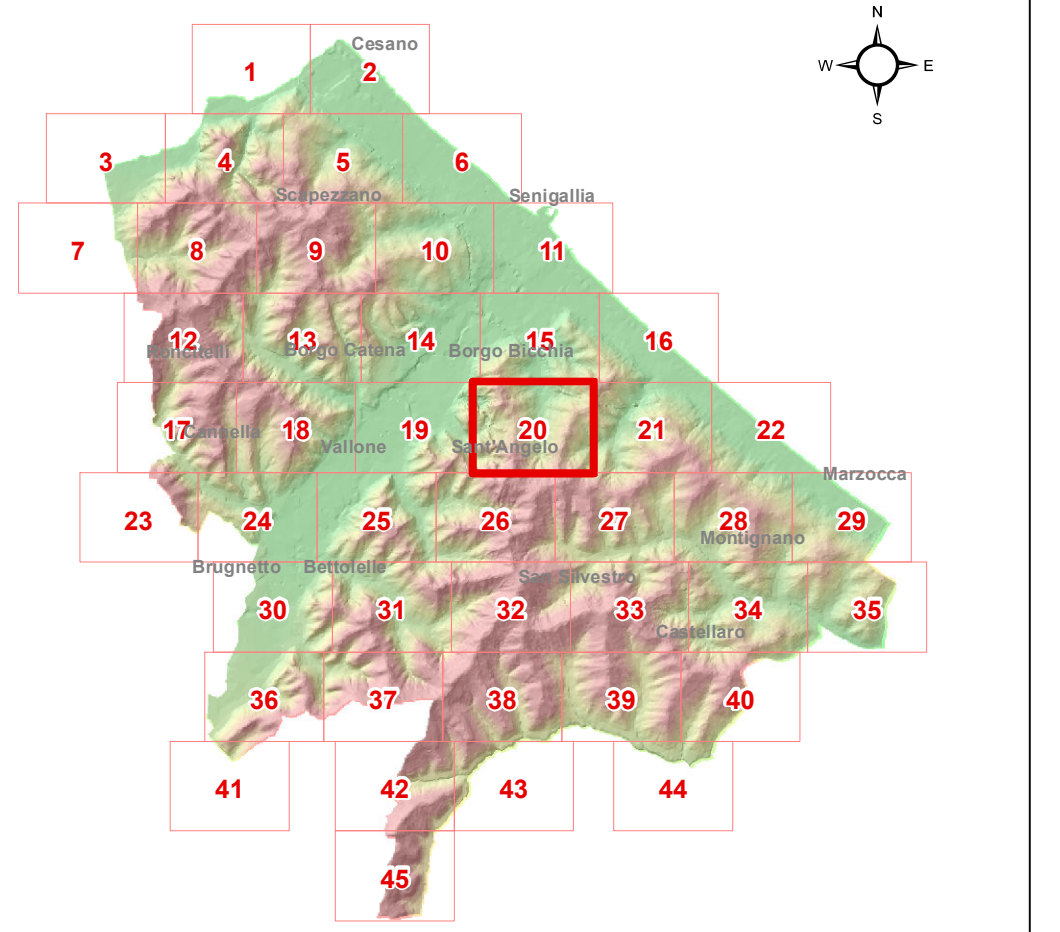 N
Cesano
W E
1 2
S
3 4 5 6
Scapezzano Senigallia
7 8 9 10 11
12 13 14 15 16
Roncitelli Borgo Catena Borgo Bicchia
17 18 19 20 21 22
Cannella Vallone Sant'Angelo
Marzocca
23 24 25 26 27 28 29
Montignano
Brugnetto Bettolelle San Silvestro
30 31 32 33 34 35
Castellaro
36 37 38 39 40
41 42 43 44
45